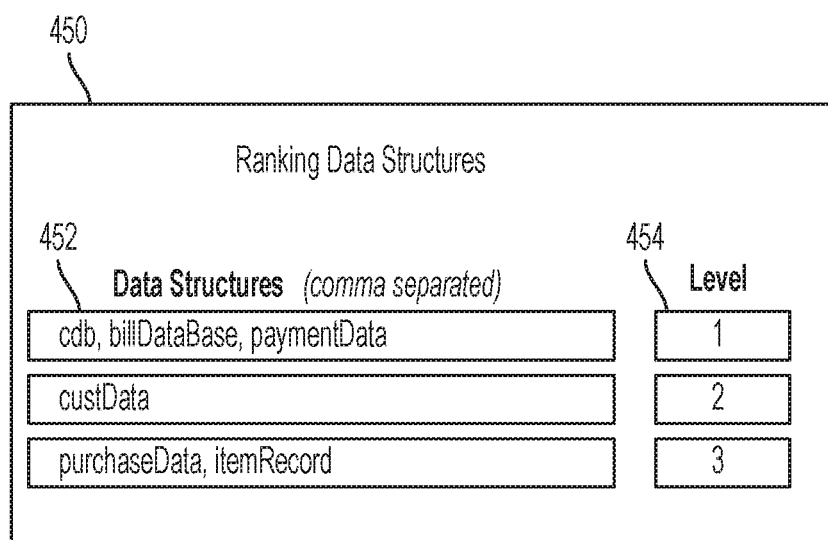 450
Ranking Data Structures
452 454
Data Structures (comma separated) Level
cdb, billDataBase, paymentData 1
custData 2
purchaseData, itemRecord 3